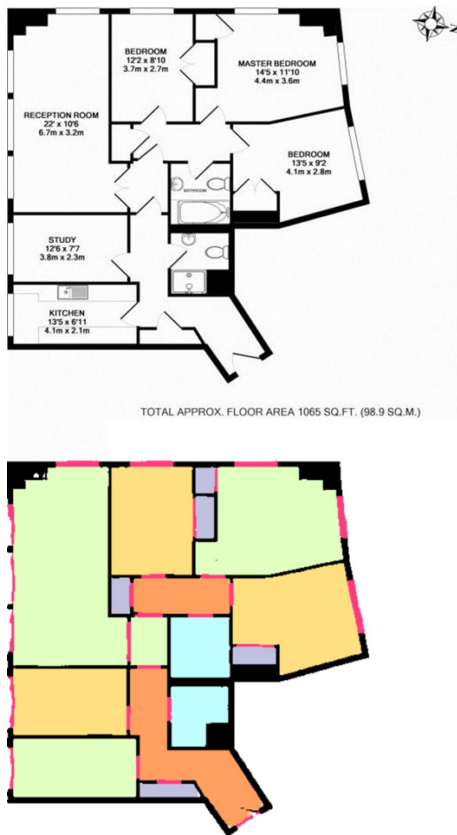 N
BEDROOM
12'2 x 8'10
3.7m x 2.7m
MASTER BEDROOM
14'5 x 11'10
4.4m x 3.6m
RECEPTION ROOM
22' x 10'6
6.7m x 3.2m
BEDROOM
13'5 x 9'2
4.1m x 2.8m
BATHROOM
STUDY
12'6 x 7'7
3.8m x 2.3m
KITCHEN
13'5 x 6'11
4.1m x 2.1m
TOTAL APPROX. FLOOR AREA 1065 SQ.FT. (98.9 SQ.M.)